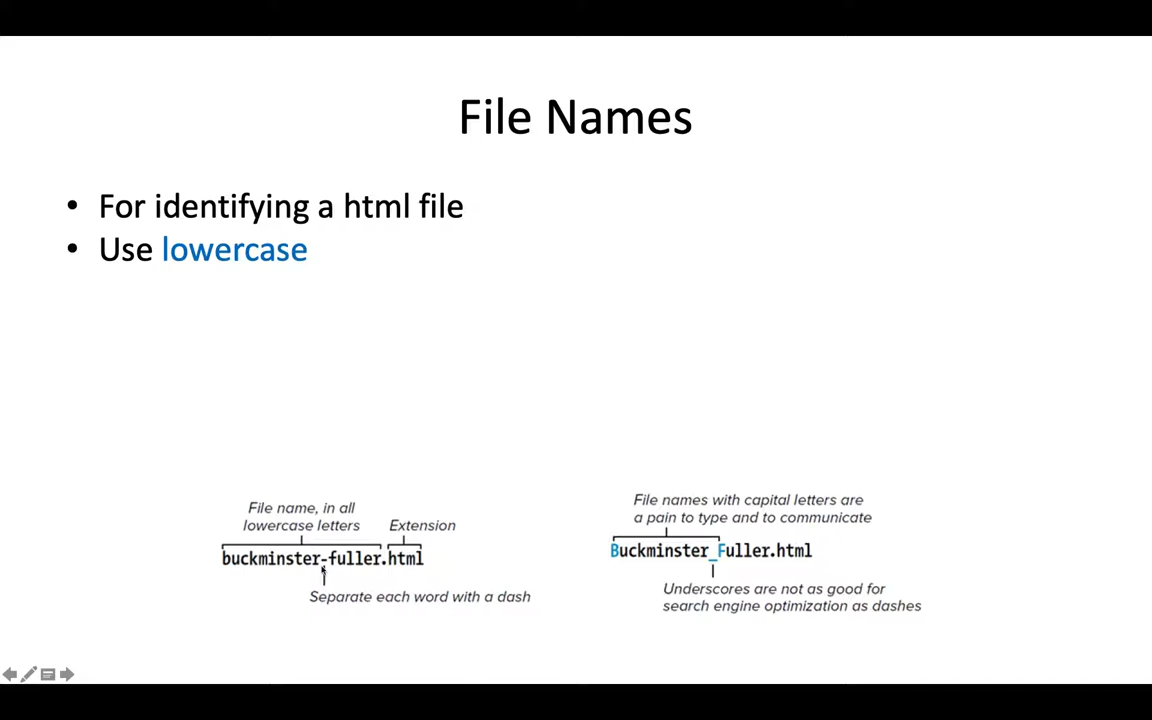 File Names
• For identifying a html file
• Use lowercase
File name, in all
lowercase letters
Extension
buckminster-fuller.html
Separate each word with a dash
File names with capital letters are
a pain to type and to communicate
Buckminster_Fuller.html
Underscores are not as good for
search engine optimization as dashes